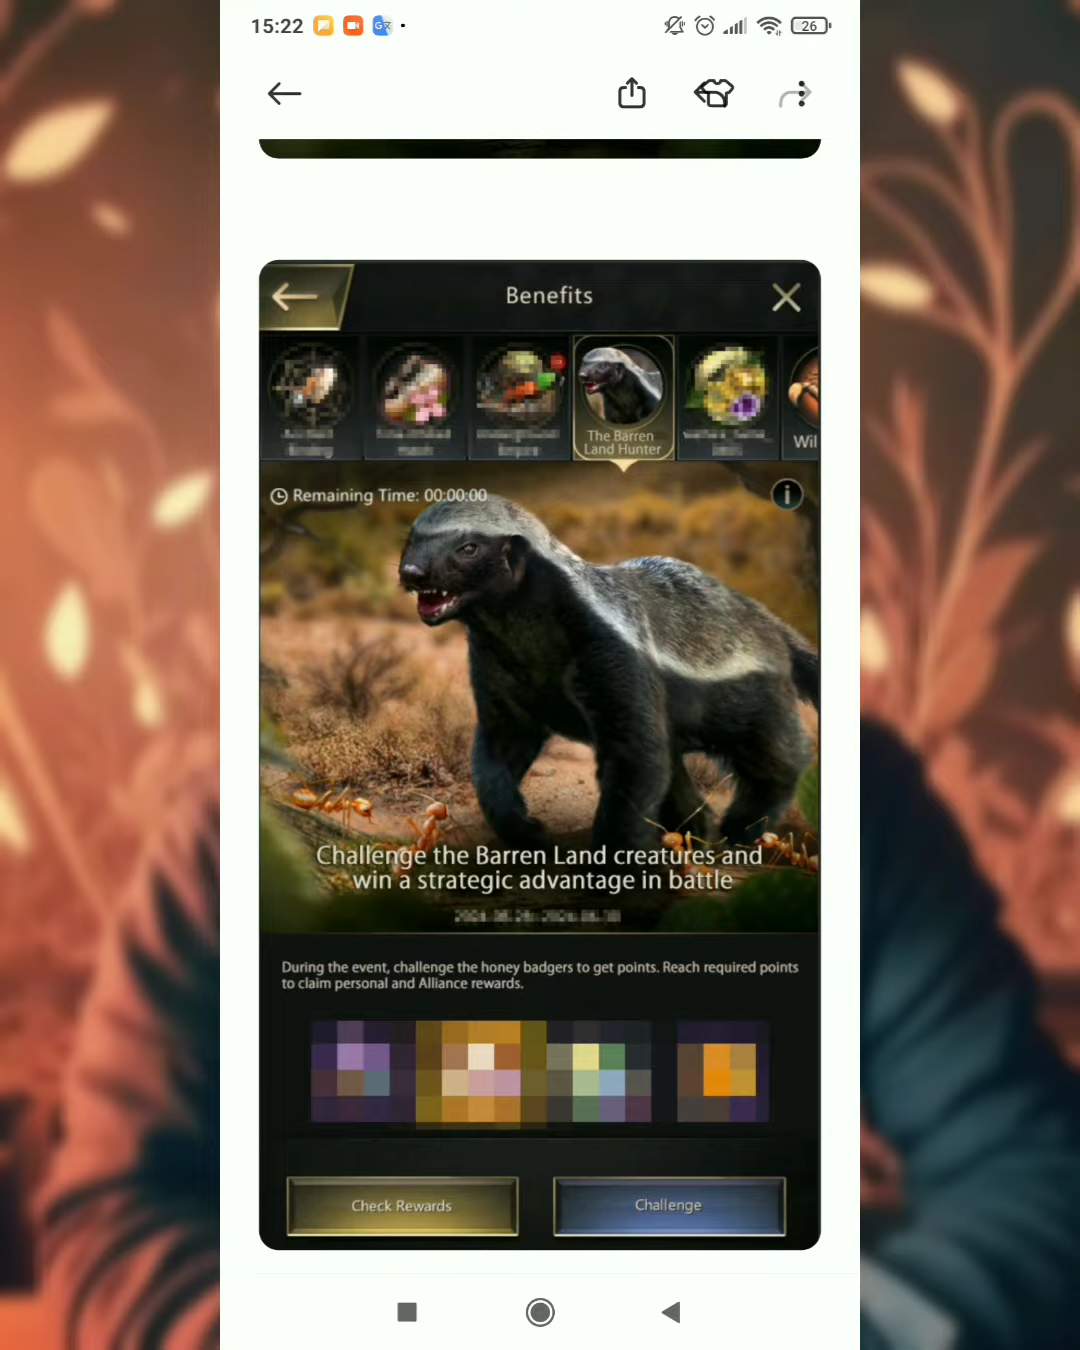 15:22
26
Benefits
The Barren
Land Hunter
Wil
Remaining Time: 00:00:00
Challenge the Barren Land creatures and
win a strategic advantage in battle
During the event, challenge the honey badgers to get points. Reach required points
to claim personal and Alliance rewards.
Check Rewards
Challenge